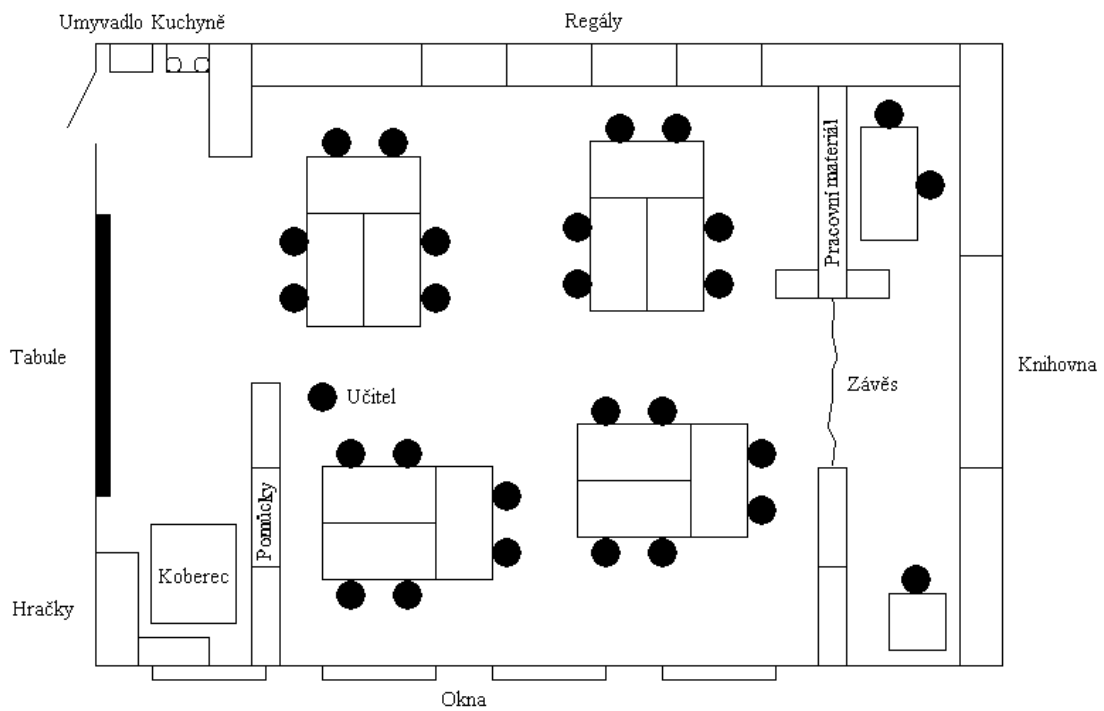 Umyvadlo Kuchyně
Regály
Pracovní materiál
Tabule
Učitel
Závěs
Knihovna
Pomůcky
Koberec
Hračky
Okna